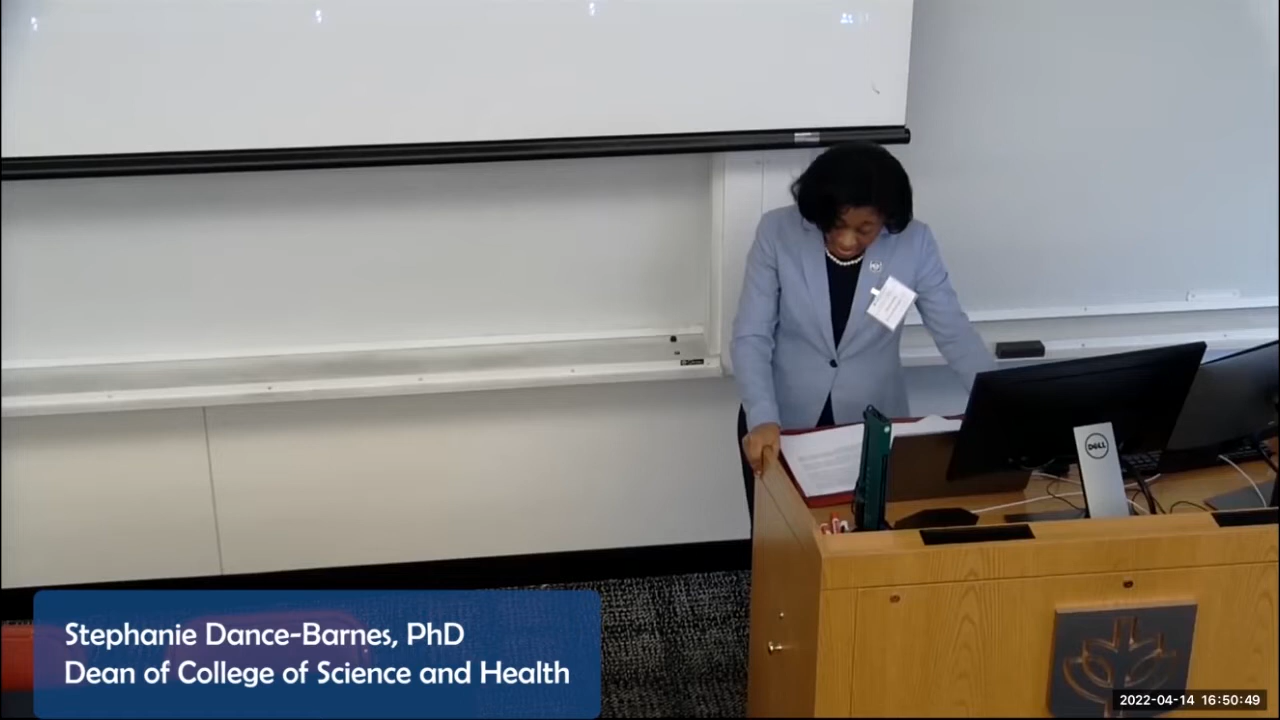 DELL
Stephanie Dance-Barnes, PhD
Dean of College of Science and Health
2022-04-14 16:50:49